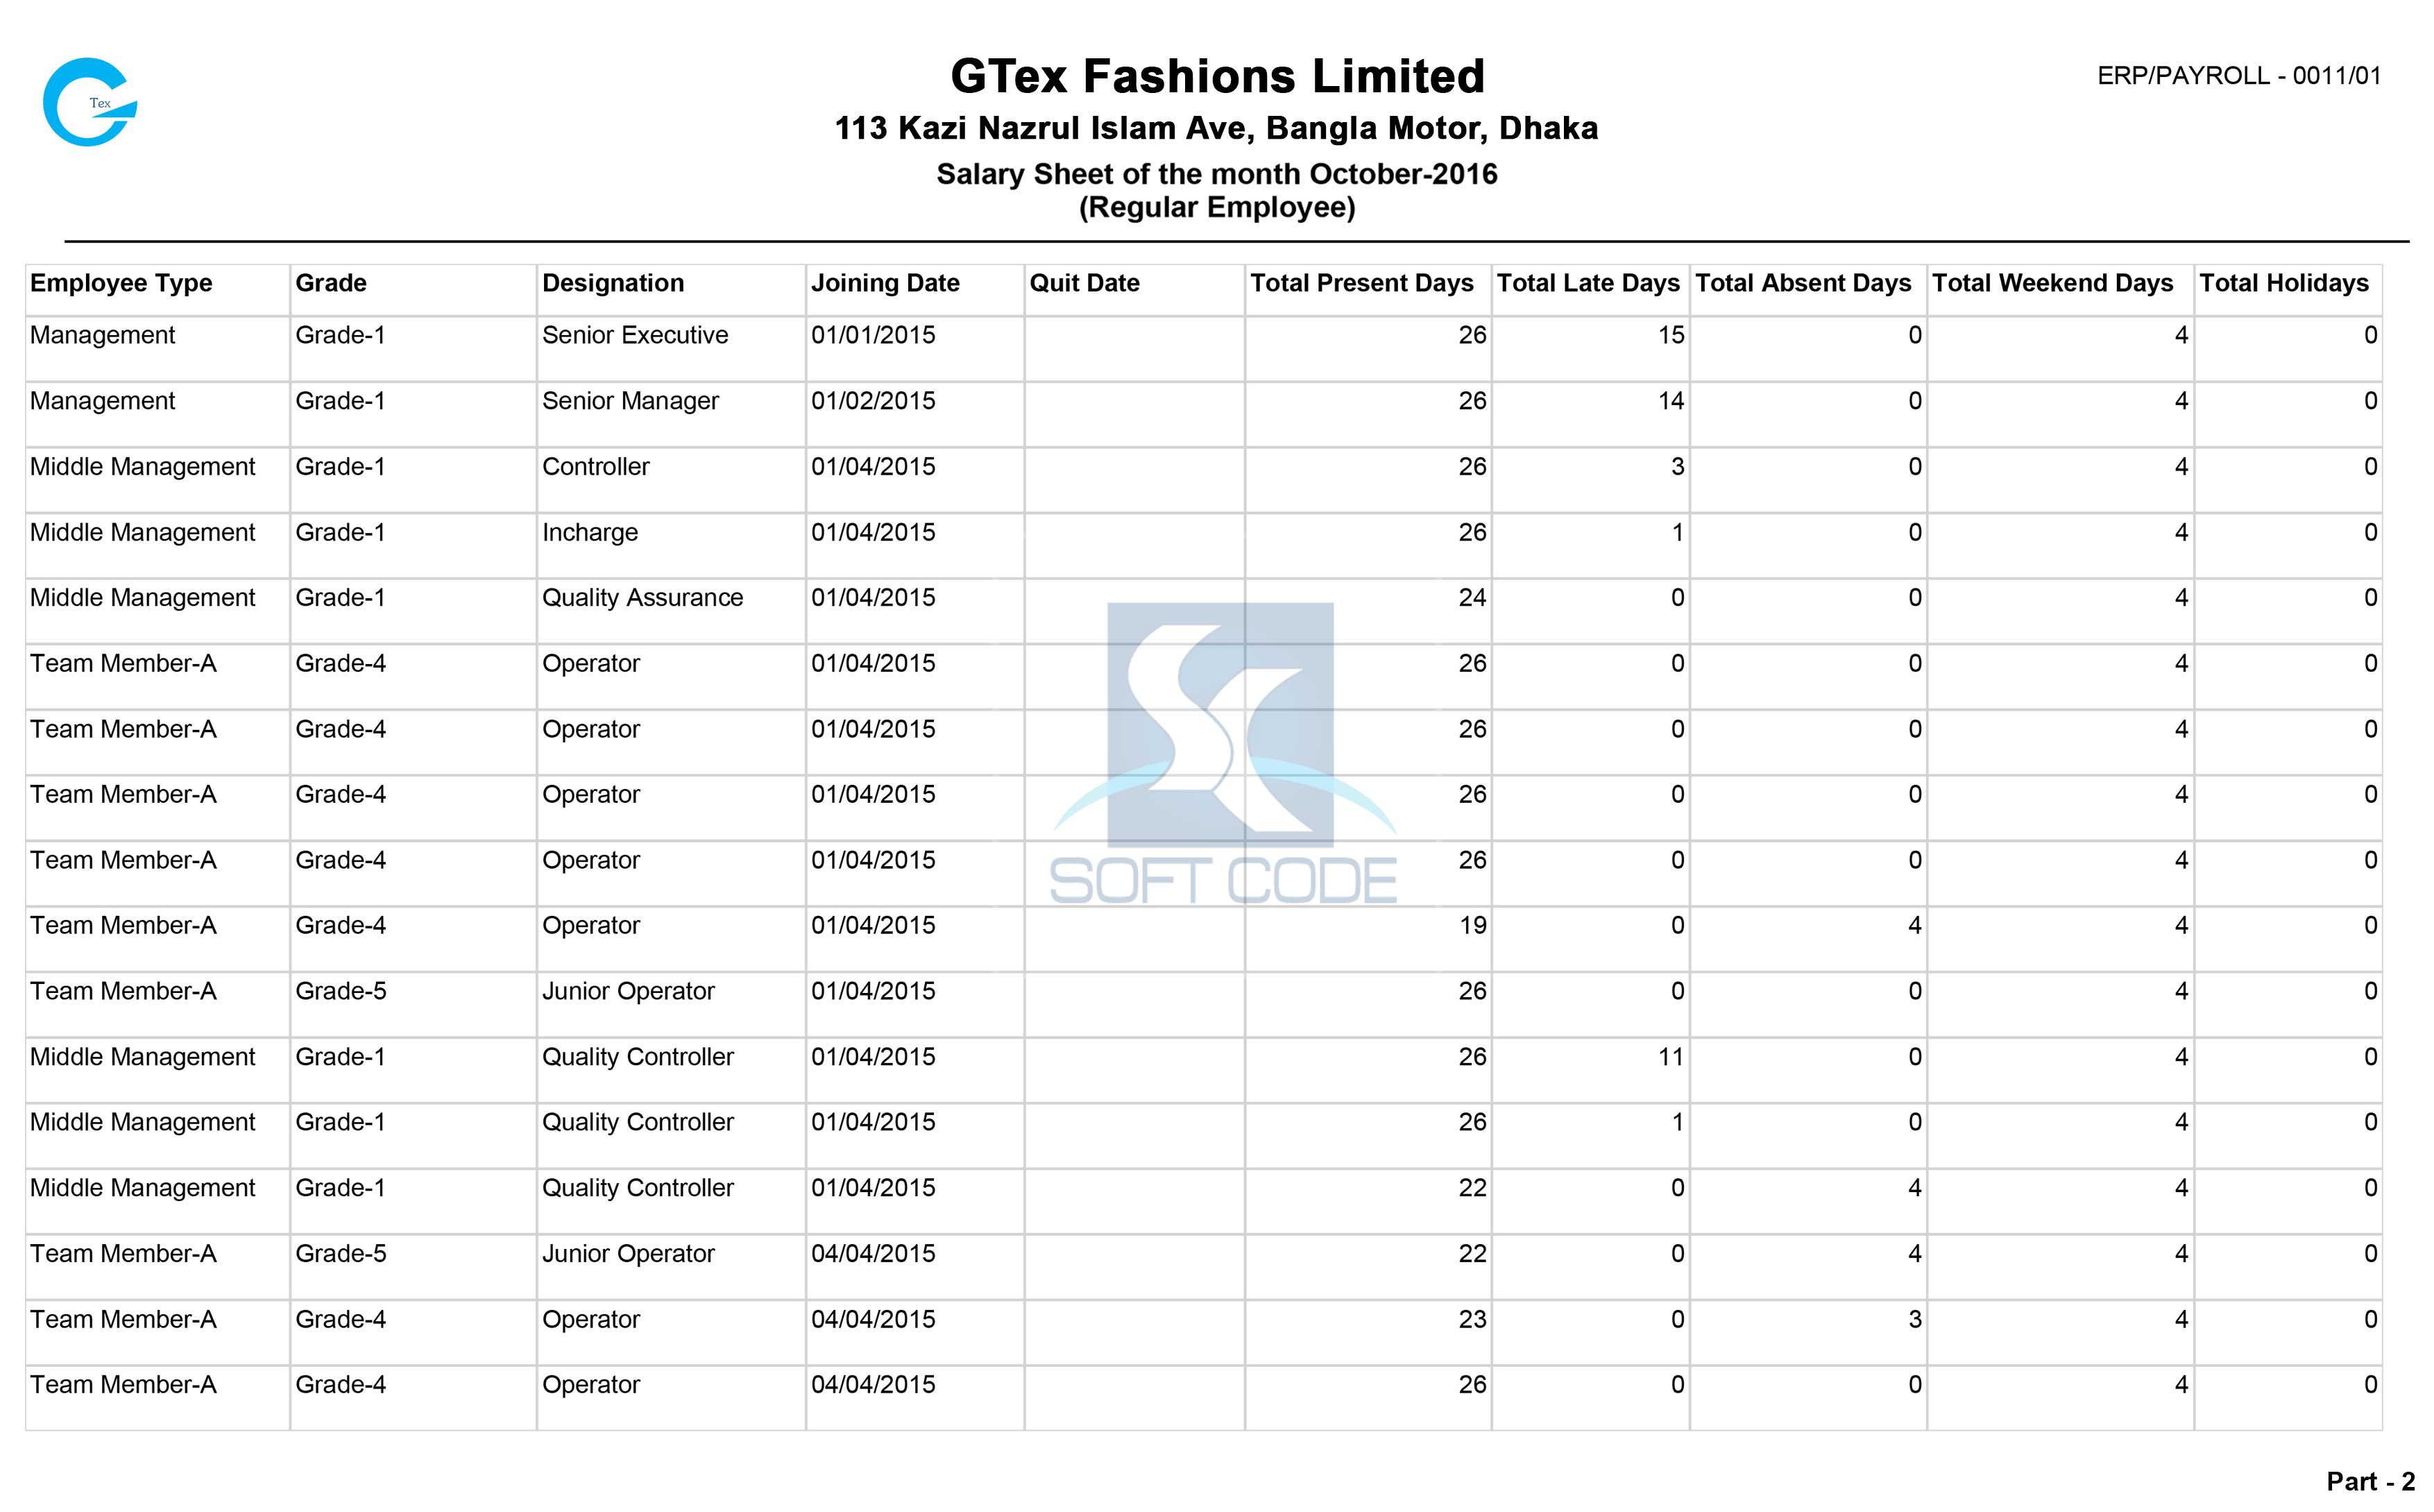 Tex
GTex Fashions Limited
ERP/PAYROLL - 0011/01
113 Kazi Nazrul Islam Ave, Bangla Motor, Dhaka
Salary Sheet of the month October-2016
(Regular Employee)
Employee Type Grade Designation Joining Date Quit Date Total Present Days Total Late Days Total Absent Days Total Weekend Days Total Holidays
Management Grade-1 Senior Executive 01/01/2015 26 15 0 4 0
Management Grade-1 Senior Manager 01/02/2015 26 14 0 4 0
Middle Management Grade-1 Controller 01/04/2015 26 3 0 4 0
Middle Management Grade-1 Incharge 01/04/2015 26 1 0 4 0
Middle Management Grade-1 Quality Assurance 01/04/2015 24 0 0 4 0
Team Member-A Grade-4 Operator 01/04/2015 26 0 0 4 0
Team Member-A Grade-4 Operator 01/04/2015 26 0 0 4 0
Team Member-A Grade-4 Operator 01/04/2015 26 0 0 4 0
Team Member-A Grade-4 Operator 01/04/2015 26 0 0 4 0
SOFT CODE
Team Member-A Grade-4 Operator 01/04/2015 19 0 4 4 0
Team Member-A Grade-5 Junior Operator 01/04/2015 26 0 0 4 0
Middle Management Grade-1 Quality Controller 01/04/2015 26 11 0 4 0
Middle Management Grade-1 Quality Controller 01/04/2015 26 1 0 4 0
Middle Management Grade-1 Quality Controller 01/04/2015 22 0 4 4 0
Team Member-A Grade-5 Junior Operator 04/04/2015 22 0 4 4 0
Team Member-A Grade-4 Operator 04/04/2015 23 0 3 4 0
Team Member-A Grade-4 Operator 04/04/2015 26 0 0 4 0
Part - 2